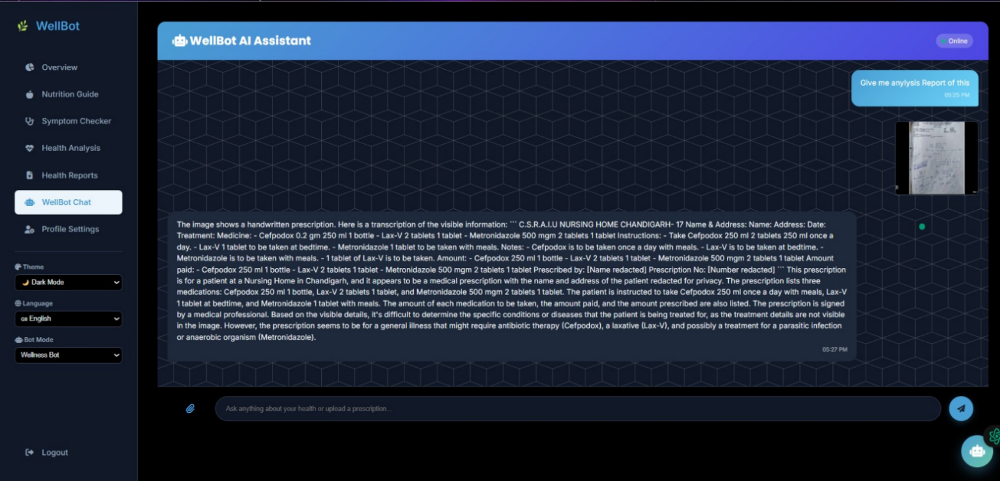 WellBot
Overview
Nutrition Guide
Symptom Checker
Health Analysis
Health Reports
WellBot Chat
Profile Settings
Theme
Dark Mode
Language
GB English
Bot Mode
Wellness Bot
Logout
WellBot AI Assistant
Online
Give me anylysis Report of this
05:25 PM
The image shows a handwritten prescription. Here is a transcription of the visible information: ``` C.S.R.A.I.U NURSING HOME CHANDIGARH- 17 Name & Address: Name: Address: Date:
Treatment: Medicine: - Cefpodox 0.2 gm 250 ml 1 bottle - Lax-V 2 tablets 1 tablet - Metronidazole 500 mgm 2 tablets 1 tablet Instructions: - Take Cefpodox 250 ml 2 tablets 250 ml once a
day. - Lax-V 1 tablet to be taken at bedtime. - Metronidazole 1 tablet to be taken with meals. Notes: - Cefpodox is to be taken once a day with meals. - Lax-V is to be taken at bedtime. -
Metronidazole is to be taken with meals. - 1 tablet of Lax-V is to be taken. Amount: - Cefpodox 250 ml 1 bottle - Lax-V 2 tablets 1 tablet - Metronidazole 500 mgm 2 tablets 1 tablet Amount
paid: - Cefpodox 250 ml 1 bottle - Lax-V 2 tablets 1 tablet - Metronidazole 500 mgm 2 tablets 1 tablet Prescribed by: [Name redacted] Prescription No: [Number redacted] ``` This prescription
is for a patient at a Nursing Home in Chandigarh, and it appears to be a medical prescription with the name and address of the patient redacted for privacy. The prescription lists three
medications: Cefpodox 250 ml 1 bottle, Lax-V 2 tablets 1 tablet, and Metronidazole 500 mgm 2 tablets 1 tablet. The patient is instructed to take Cefpodox 250 ml once a day with meals, Lax-V
1 tablet at bedtime, and Metronidazole 1 tablet with meals. The amount of each medication to be taken, the amount paid, and the amount prescribed are also listed. The prescription is signed
by a medical professional. Based on the visible details, it's difficult to determine the specific conditions or diseases that the patient is being treated for, as the treatment details are not visible
in the image. However, the prescription seems to be for a general illness that might require antibiotic therapy (Cefpodox), a laxative (Lax-V), and possibly a treatment for a parasitic infection
or anaerobic organism (Metronidazole).
05:27 PM
Ask anything about your health or upload a prescription...